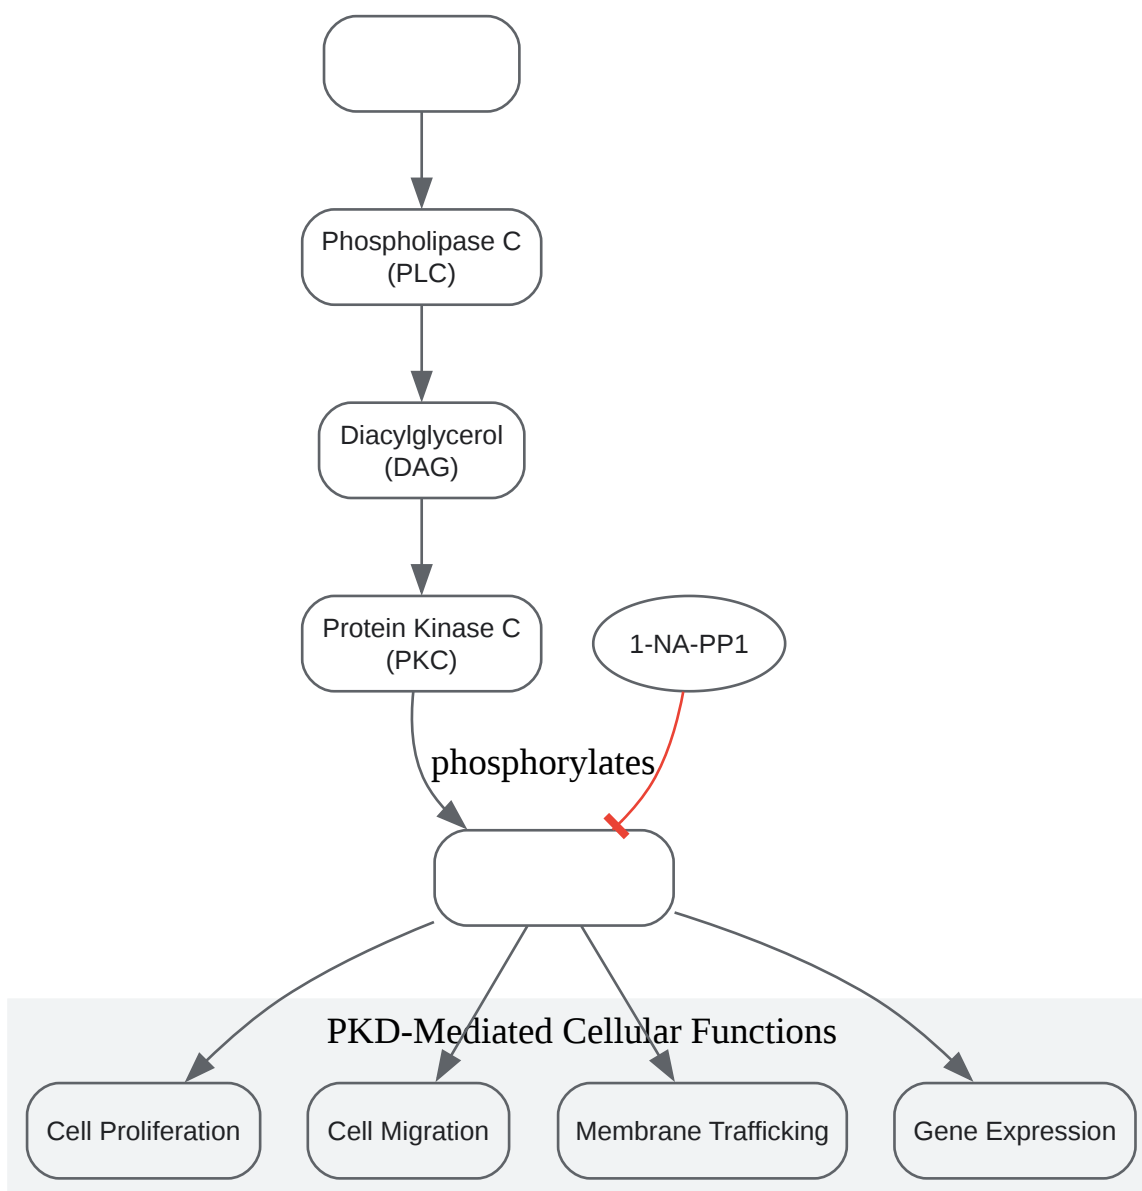 Phospholipase C
(PLC)
Diacylglycerol
(DAG)
Protein Kinase C
(PKC)
1-NA-PP1
phosphorylates
PKD-Mediated Cellular Functions
Cell Proliferation
Cell Migration
Membrane Trafficking
Gene Expression